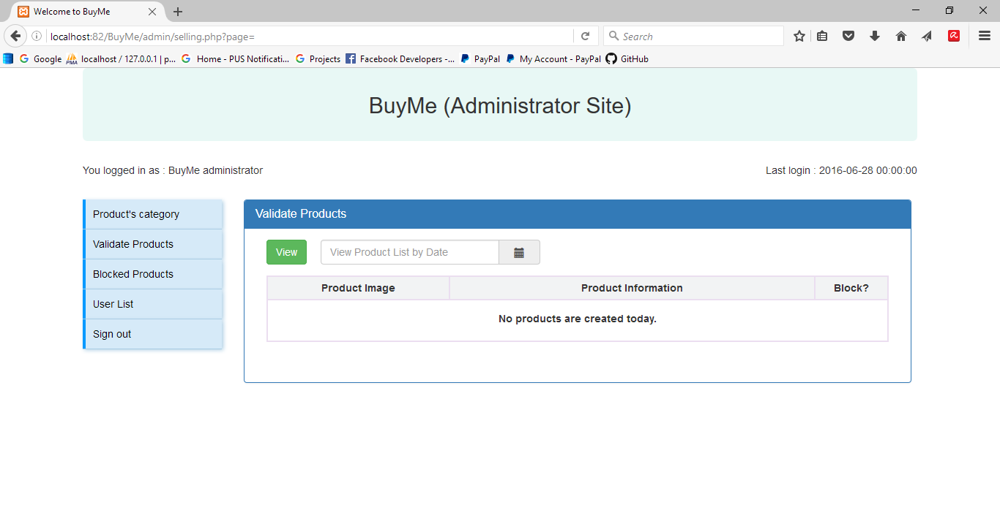 Welcome to BuyMe
localhost:82/BuyMe/admin/selling.php?page=
Search
Google
PMA
localhost / 127.0.0.1 | p...
Home - PUS Notificati...
Projects
Facebook Developers -...
PayPal
My Account - PayPal
GitHub
BuyMe (Administrator Site)
You logged in as : BuyMe administrator
Last login : 2016-06-28 00:00:00
Product's category
Validate Products
Blocked Products
User List
Sign out
Validate Products
View
View Product List by Date
Product Image
Product Information
Block?
No products are created today.